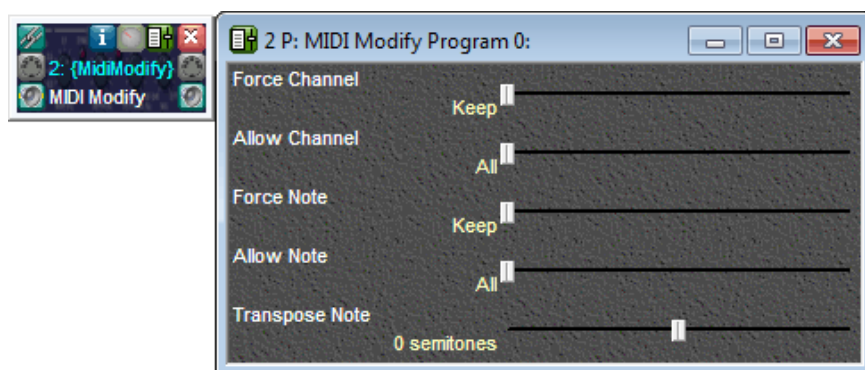 2: {MidiModify}
MIDI Modify
2 P: MIDI Modify Program 0:
Force Channel
Keep
Allow Channel
All
Force Note
Keep
Allow Note
All
Transpose Note
0 semitones